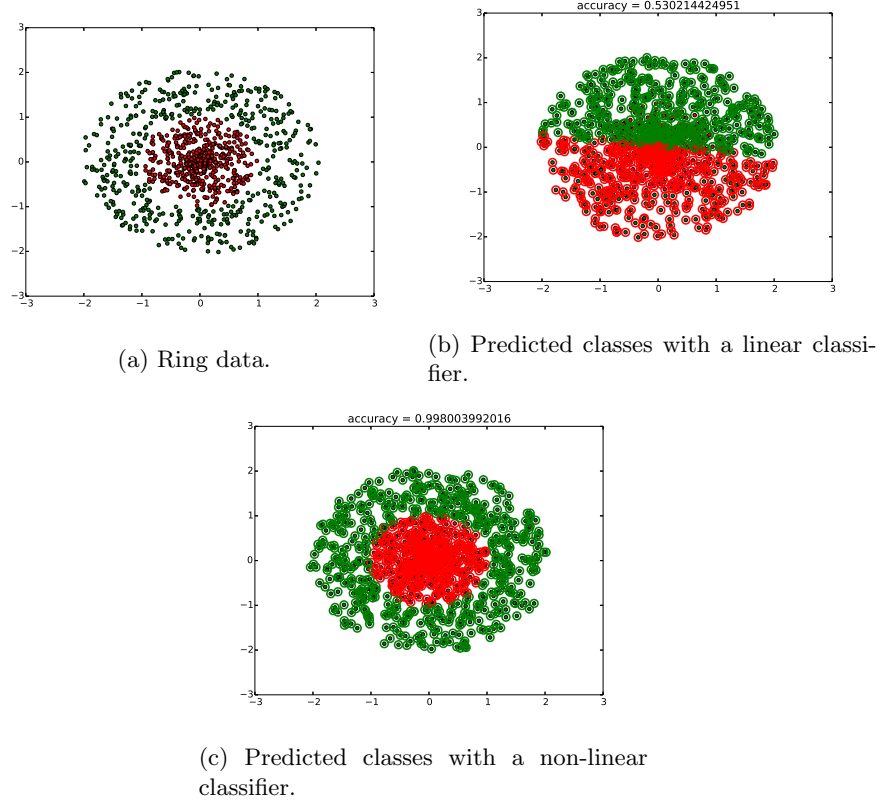 3
2
1
0
−1
−2
−3
−3 −2 −1 0 1 2 3
(a) Ring data.
accuracy = 0.530214424951
3
2
1
0
−1
−2
−3
−3 −2 −1 0 1 2 3
(b) Predicted classes with a linear classi-
fier.
accuracy = 0.998003992016
3
2
1
0
−1
−2
−3
−3 −2 −1 0 1 2 3
(c) Predicted classes with a non-linear
classifier.